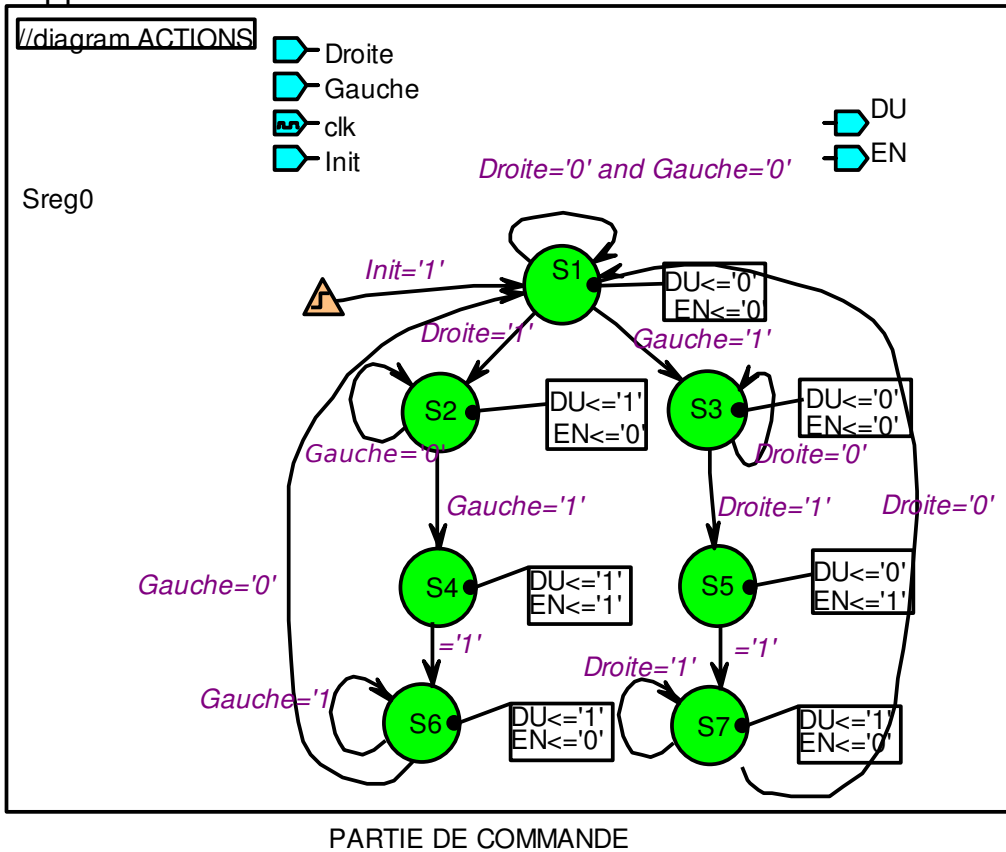 //diagram ACTIONS
Droite
Gauche
clk
Init
DU
EN
Sreg0
Droite='0' and Gauche='0'
Init='1'
S1
DU<='0'
EN<='0'
Droite='1'
Gauche='1'
S2
DU<='1'
EN<='0'
S3
DU<='0'
EN<='0'
Gauche='0'
Droite='0'
Gauche='1'
Droite='1'
Droite='0'
Gauche='0'
S4
DU<='1'
EN<='1'
S5
DU<='0'
EN<='1'
='1'
='1'
Gauche='1
Droite='1'
S6
DU<='1'
EN<='0'
S7
DU<='1'
EN<='0'
PARTIE DE COMMANDE